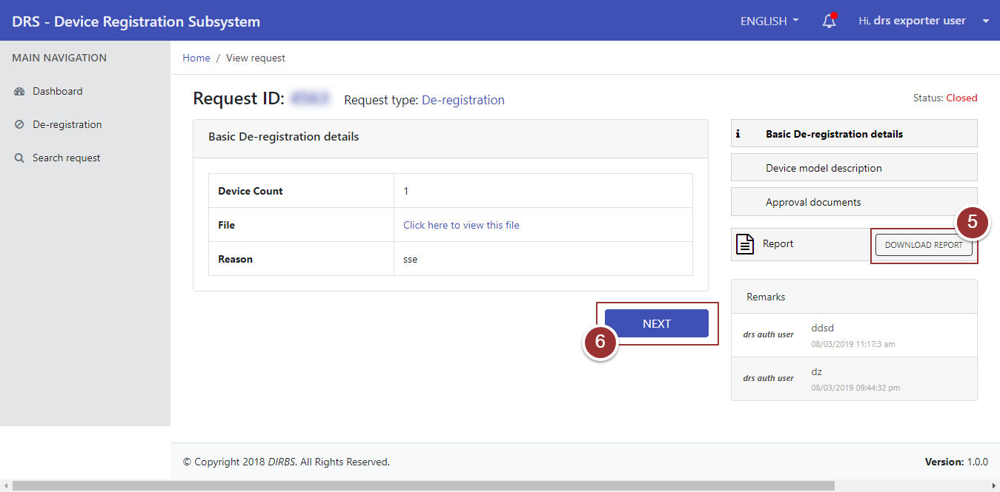 DRS - Device Registration Subsystem
ENGLISH
Hi, drs exporter user
MAIN NAVIGATION
Dashboard
De-registration
Search request
Home / View request
Request ID:
Request type: De-registration
Status: Closed
Basic De-registration details
Device Count 1
File Click here to view this file
Reason sse
NEXT
6
i Basic De-registration details
Device model description
Approval documents
5
Report DOWNLOAD REPORT
Remarks
drs auth user ddsd
08/03/2019 11:17:3 am
drs auth user dz
08/03/2019 09:44:32 pm
© Copyright 2018 DIRBS. All Rights Reserved.
Version: 1.0.0